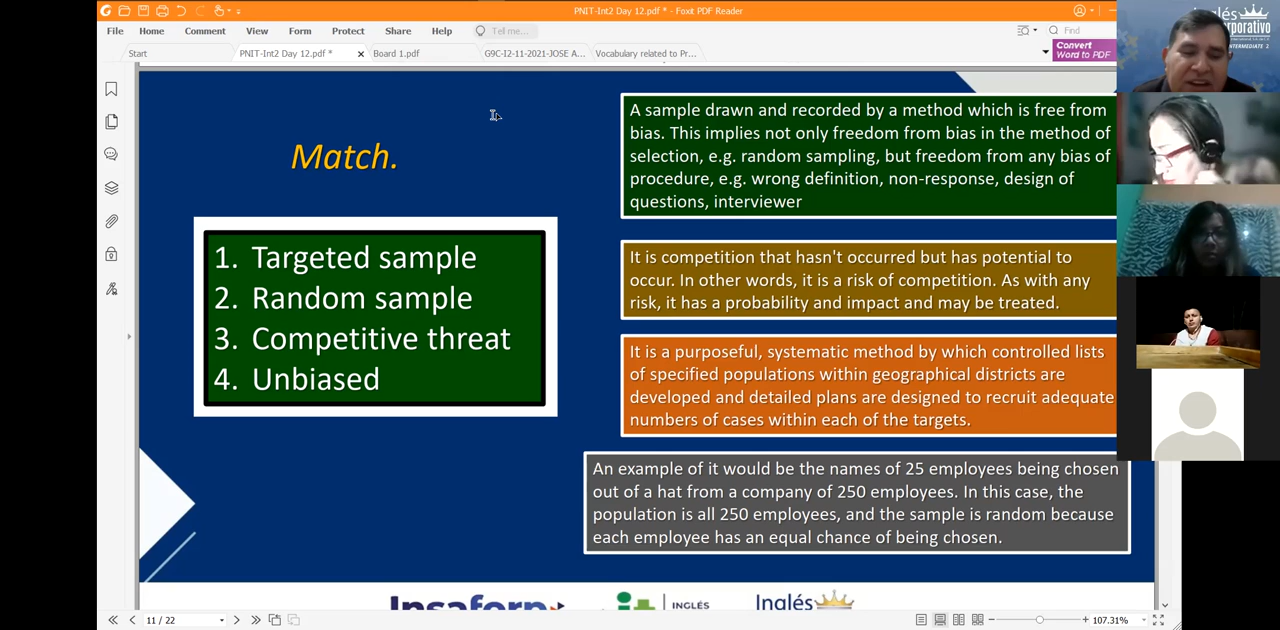 PNIT-Int2 Day 12.pdf * - Foxit PDF Reader
File Home Comment View Form Protect Share Help Tell me... Find
Start PNIT-Int2 Day 12.pdf * Board 1.pdf G9C-I2-11-2021-JOSE A... Vocabulary related to Pr...
Convert
Word to PDF
Match.
1. Targeted sample
2. Random sample
3. Competitive threat
4. Unbiased
A sample drawn and recorded by a method which is free from
bias. This implies not only freedom from bias in the method of
selection, e.g. random sampling, but freedom from any bias of
procedure, e.g. wrong definition, non-response, design of
questions, interviewer
It is competition that hasn't occurred but has potential to
occur. In other words, it is a risk of competition. As with any
risk, it has a probability and impact and may be treated.
It is a purposeful, systematic method by which controlled lists
of specified populations within geographical districts are
developed and detailed plans are designed to recruit adequate
numbers of cases within each of the targets.
An example of it would be the names of 25 employees being chosen
out of a hat from a company of 250 employees. In this case, the
population is all 250 employees, and the sample is random because
each employee has an equal chance of being chosen.
Insaforp INGLÉS Inglés
11 / 22
107.31%